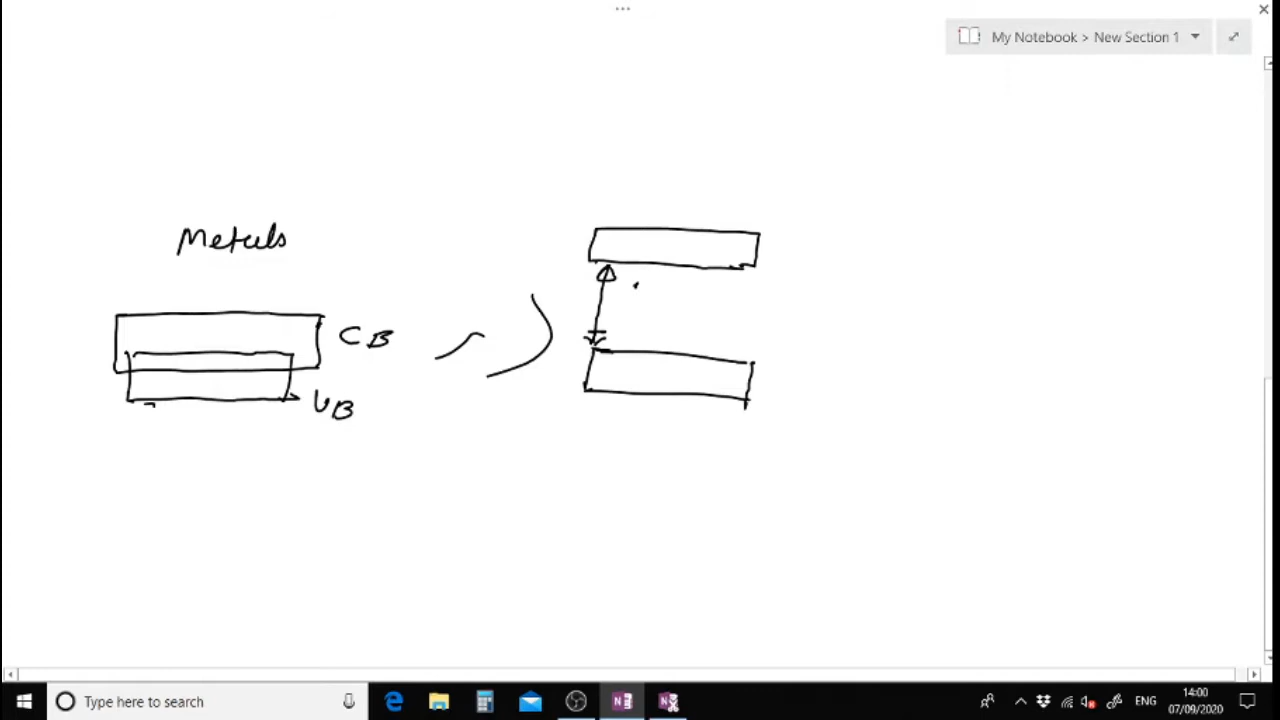 My Notebook > New Section 1
Metals
CB
VB
Type here to search
ENG
14:00
07/09/2020